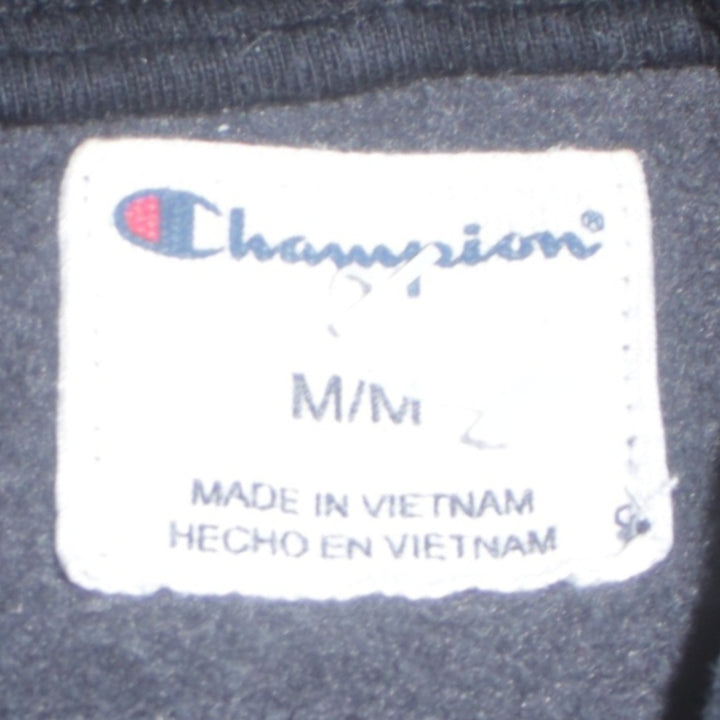 Champion®
M/M
MADE IN VIETNAM
HECHO EN VIETNAM